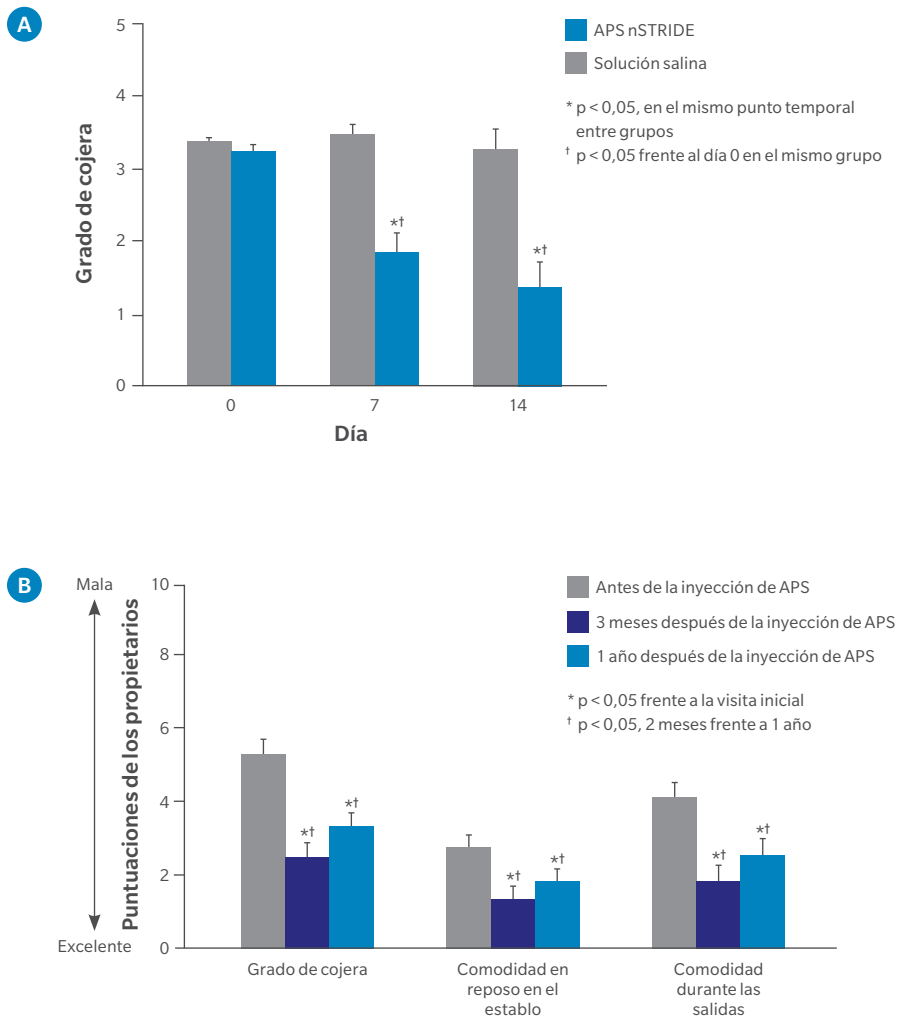 A
5
4
3
2
1
0
Grado de cojera
*†
*†
0
7
14
Día
APS nSTRIDE
Solución salina
* p < 0,05, en el mismo punto temporal
entre grupos
† p < 0,05 frente al día 0 en el mismo grupo
B
Mala
Excelente
Puntuaciones de los propietarios
10
8
6
4
2
0
*†
*†
*†
*†
*†
*†
Grado de cojera
Comodidad en
reposo en el
establo
Comodidad
durante las
salidas
Antes de la inyección de APS
3 meses después de la inyección de APS
1 año después de la inyección de APS
* p < 0,05 frente a la visita inicial
† p < 0,05, 2 meses frente a 1 año